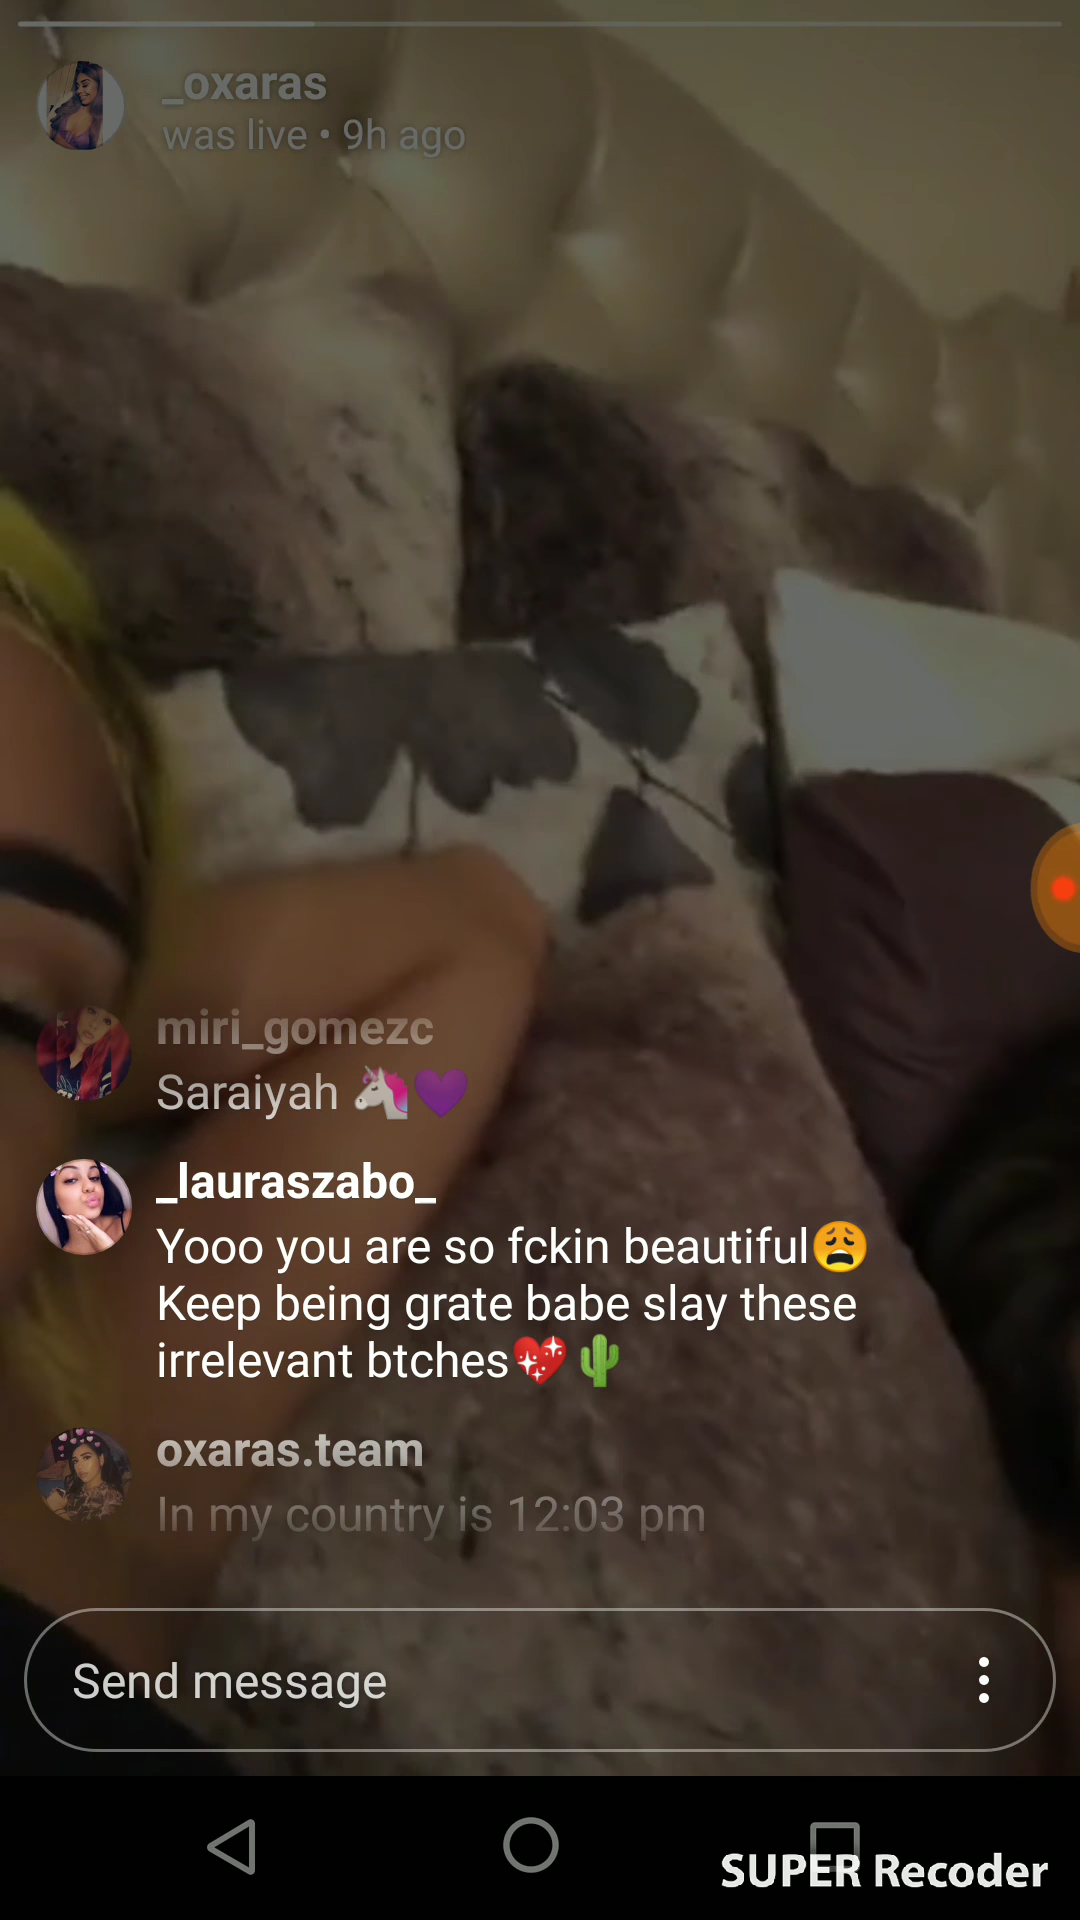 _oxaras
was live • 9h ago
miri_gomezc
Saraiyah 🦄💜
_lauraszabo_
Yooo you are so fckin beautiful😩
Keep being grate babe slay these
irrelevant btches💖🌵
oxaras.team
In my country is 12:03 pm
Send message
SUPER Recoder